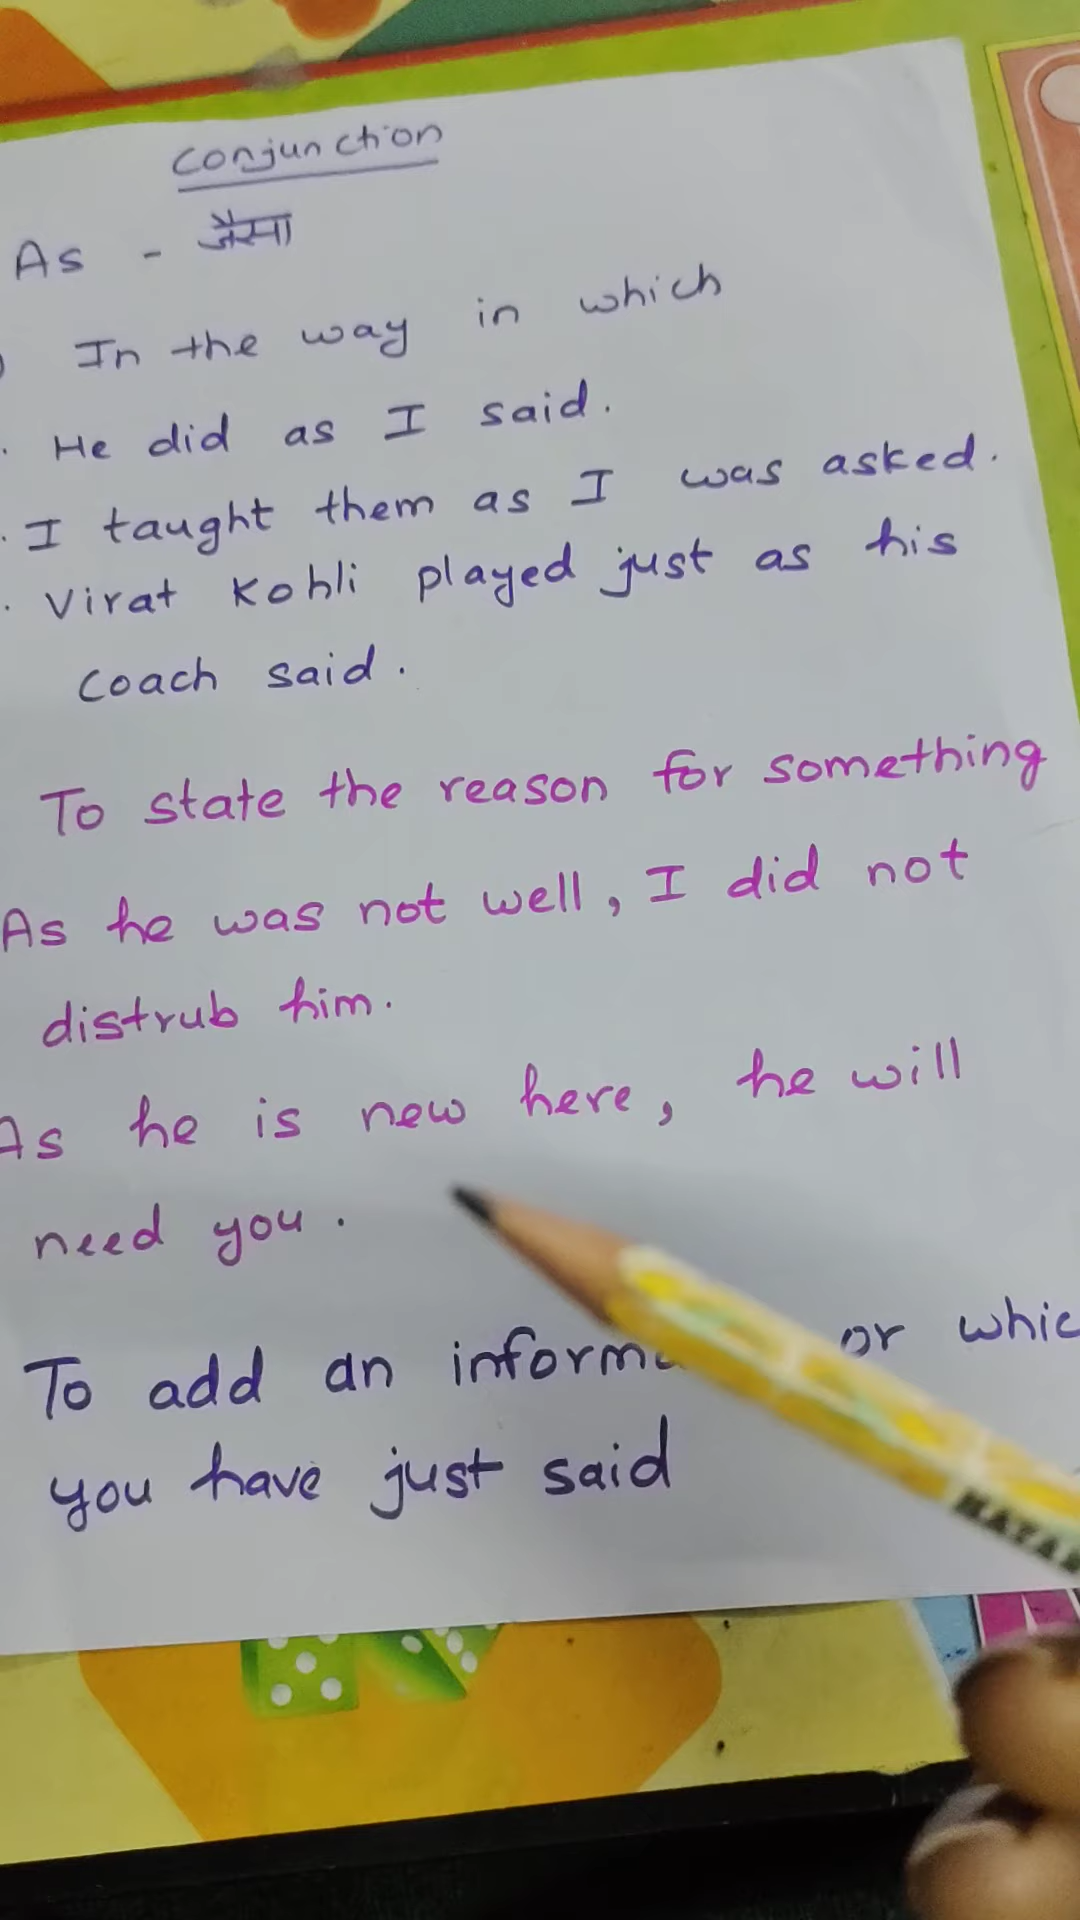 Conjunction
As - जैसा
In the way in which
. He did as I said.
. I taught them as I was asked.
. Virat Kohli played just as his
coach said.
To state the reason for something
As he was not well, I did not
distrub him.
As he is new here, he will
need you.
To add an or
you have just said